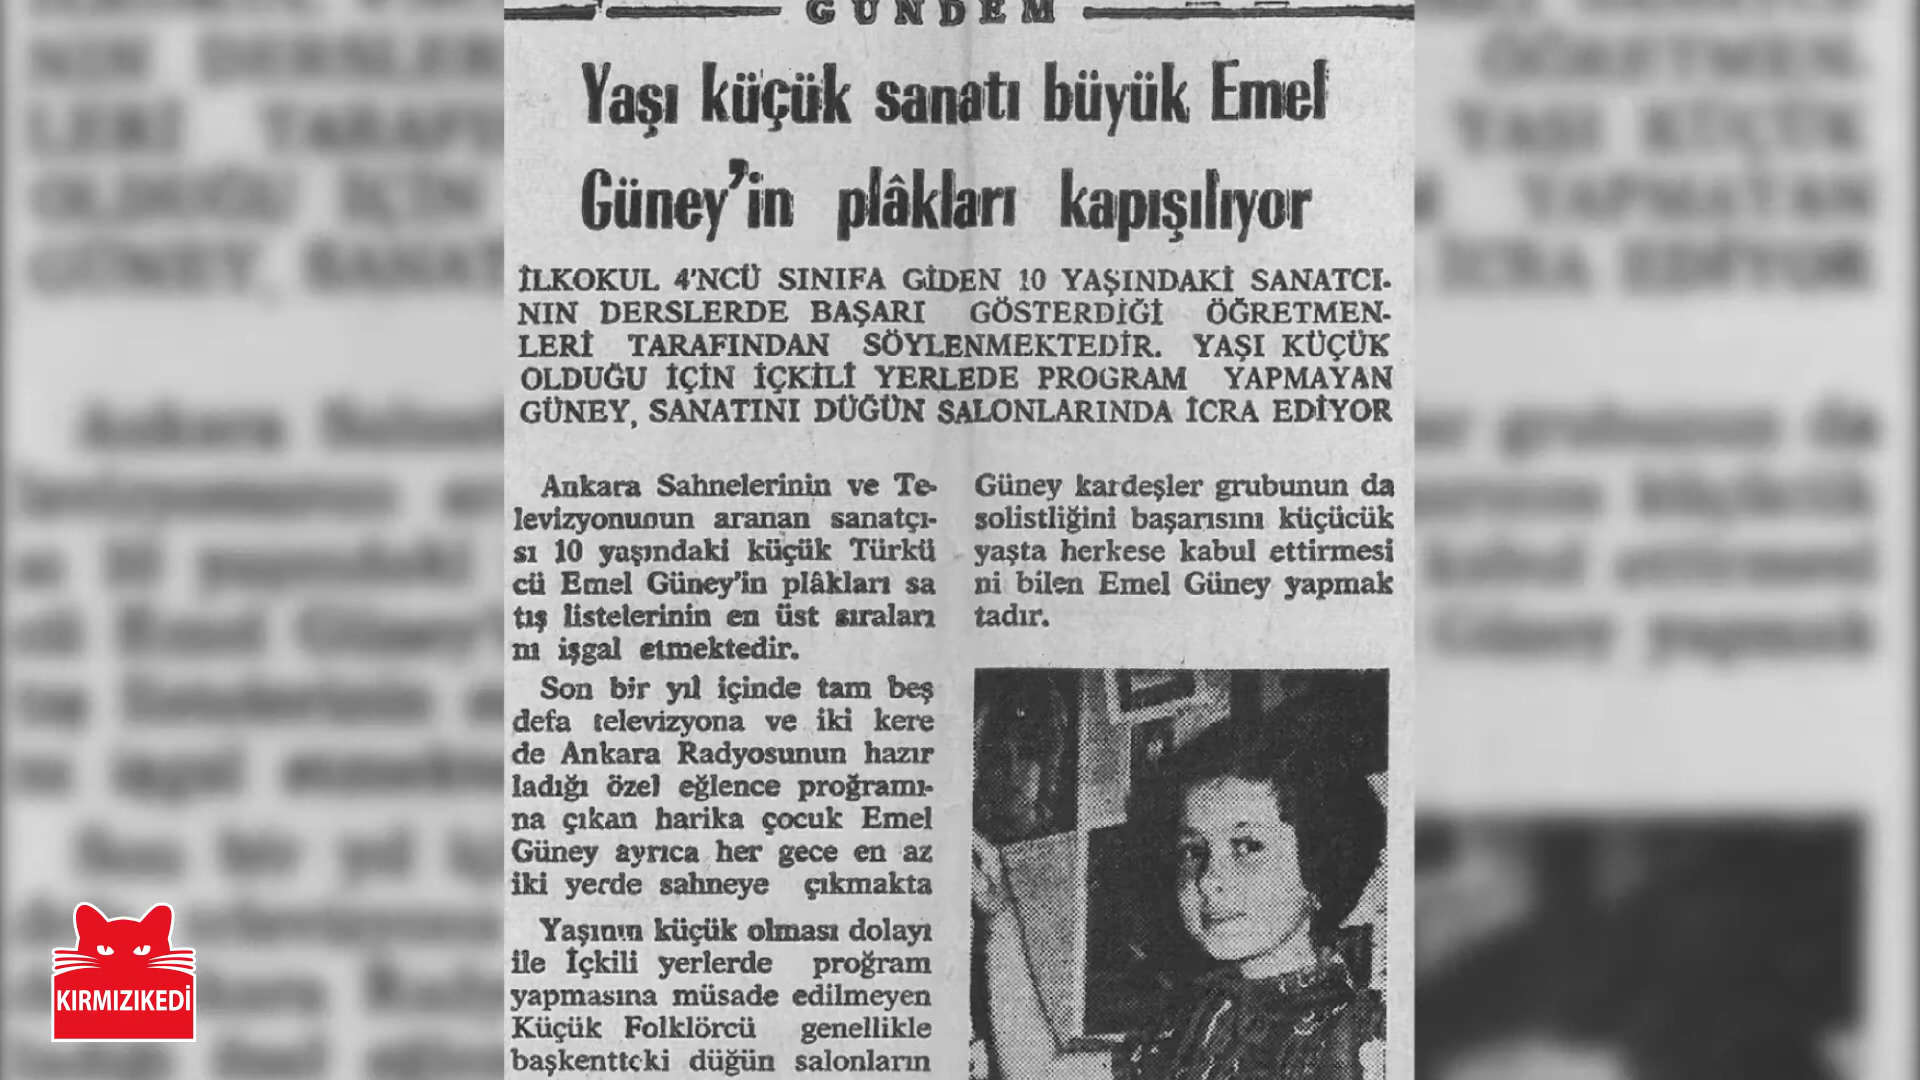 GÜNDEM
Yaşı küçük sanatı büyük Emel
Güney'in plâkları kapışılıyor
İLKOKUL 4'NCÜ SINIFA GİDEN 10 YAŞINDAKİ SANATCI-
NIN DERSLERDE BAŞARI GÖSTERDİĞİ ÖĞRETMEN-
LERİ TARAFINDAN SÖYLENMEKTEDİR. YAŞI KÜÇÜK
OLDUĞU İÇİN İÇKİLİ YERLEDE PROGRAM YAPMAYAN
GÜNEY, SANATINI DÜĞÜN SALONLARINDA İCRA EDİYOR
Ankara Sahnelerinin ve Te-
levizyonunun aranan sanatçı-
sı 10 yaşındaki küçük Türkü
cü Emel Güney'in plâkları sa
tış listelerinin en üst sıraları
nı işgal etmektedir.
Son bir yıl içinde tam beş
defa televizyona ve iki kere
de Ankara Radyosunun hazır
ladığı özel eğlence proğramı-
na çıkan harika çocuk Emel
Güney ayrıca her gece en az
iki yerde sahneye çıkmakta
Yaşının küçük olması dolayı
ile İçkili yerlerde proğram
yapmasına müsade edilmeyen
Küçük Folklörcü genellikle
başkentteki düğün salonların
Güney kardeşler grubunun da
solistliğini başarısını küçücük
yaşta herkese kabul ettirmesi
ni bilen Emel Güney yapmak
tadır.
KIRMIZIKEDİ